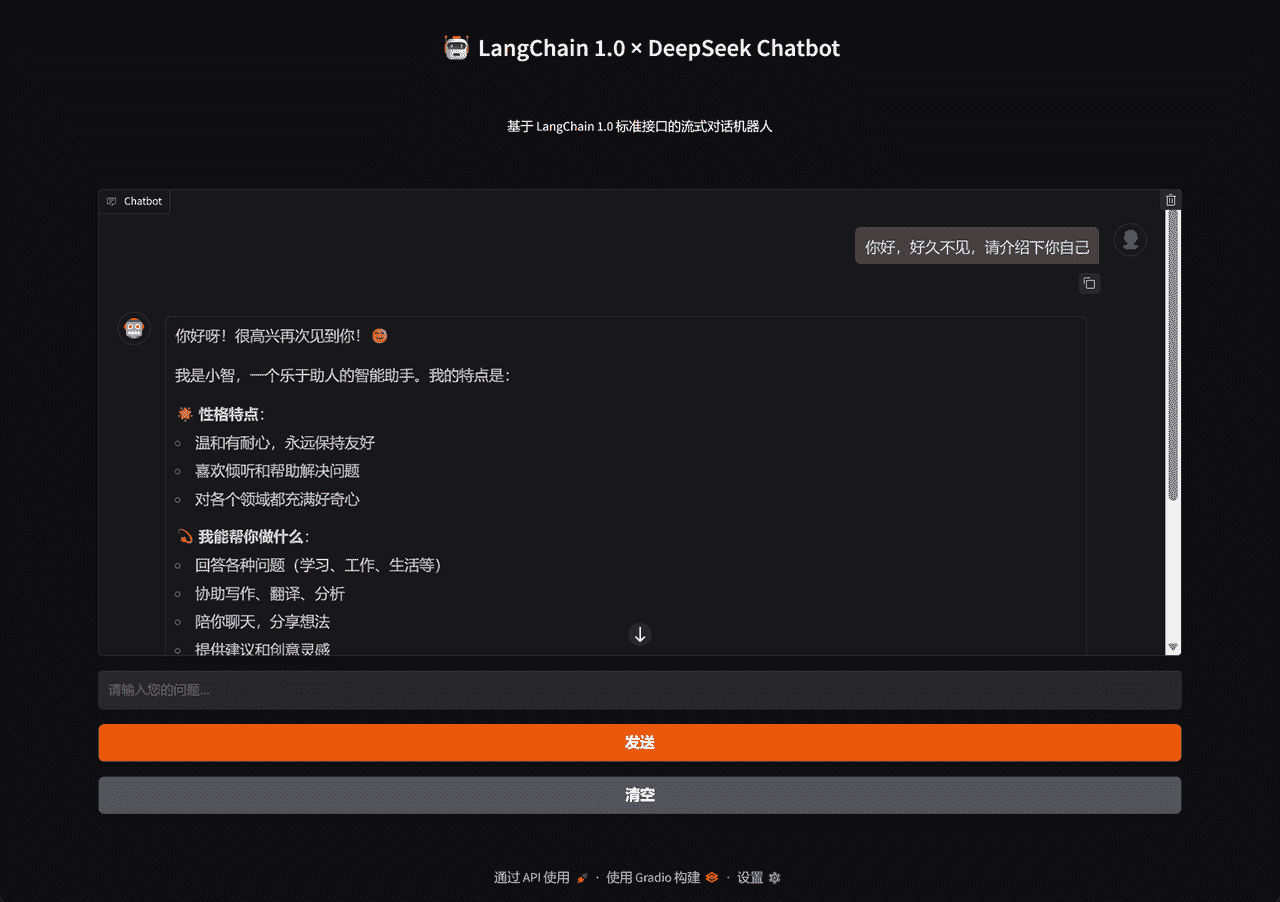 LangChain 1.0 × DeepSeek Chatbot
基于 LangChain 1.0 标准接口的流式对话机器人
Chatbot
你好，好久不见，请介绍下你自己
你好呀！很高兴再次见到你！
我是小智，一个乐于助人的智能助手。我的特点是：
性格特点：
温和有耐心，永远保持友好
喜欢倾听和帮助解决问题
对各个领域都充满好奇心
我能帮你做什么：
回答各种问题（学习、工作、生活等）
协助写作、翻译、分析
陪你聊天，分享想法
提供建议和创意灵感
请输入您的问题...
发送
清空
通过 API 使用 · 使用 Gradio 构建 · 设置